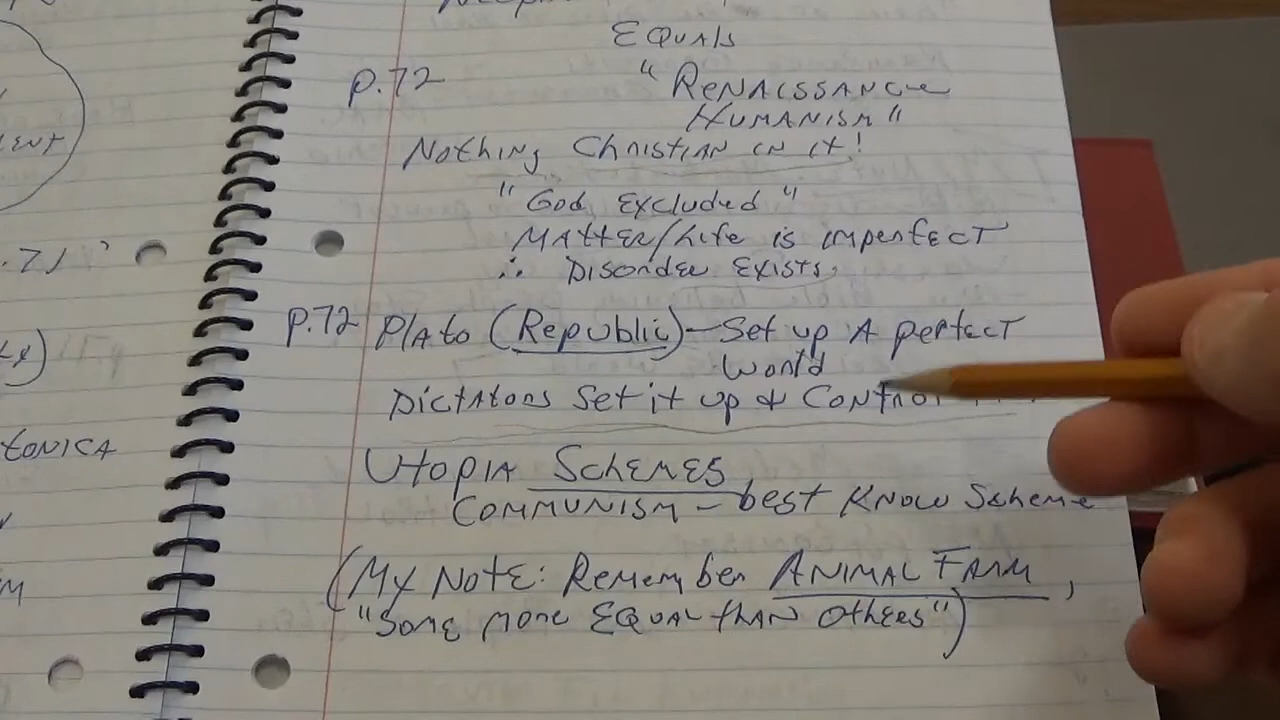 Equals
p.72 "Renaissance
Humanism"
Nothing Christian in it!
"God Excluded"
Matter/Life is imperfect
∴ Disorder Exists,
p.72 Plato (Republic) – Set up A perfect
World
Dictators Set it up & Control
Utopia Schemes
Communism – best Know Scheme
(My Note: Remember Animal Farm,
"Some more Equal than others")
.71
tonica